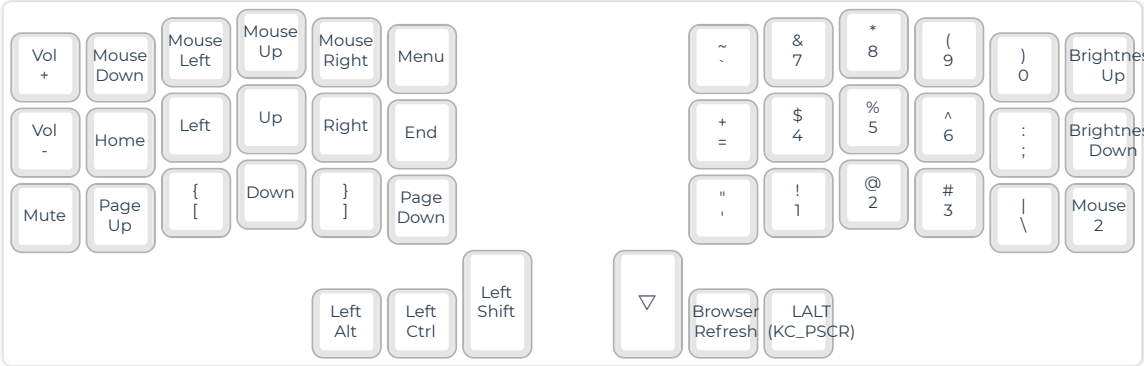 Vol
+
Mouse
Down
Mouse
Left
Mouse
Up
Mouse
Right
Menu
~
`
&
7
*
8
(
9
)
0
Brightness
Up
Vol
-
Home
Left
Up
Right
End
+
=
$
4
%
5
^
6
:
;
Brightness
Down
Mute
Page
Up
{
[
Down
}
]
Page
Down
"
'
!
1
@
2
#
3
|
\
Mouse
2
Left
Alt
Left
Ctrl
Left
Shift
▽
Browser
Refresh
LALT
(KC_PSCR)